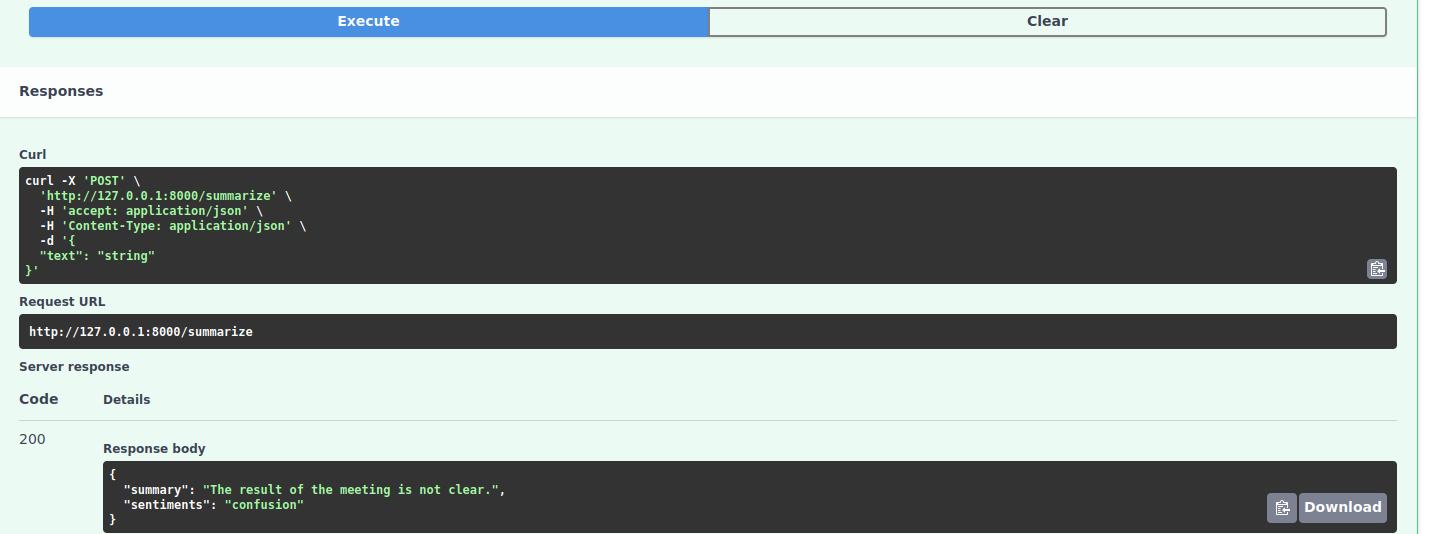 Execute
Clear
Responses
Curl
curl -X 'POST' \
  'http://127.0.0.1:8000/summarize' \
  -H 'accept: application/json' \
  -H 'Content-Type: application/json' \
  -d '{
  "text": "string"
}'
Request URL
http://127.0.0.1:8000/summarize
Server response
Code
Details
200
Response body
{
  "summary": "The result of the meeting is not clear.",
  "sentiments": "confusion"
}
Download